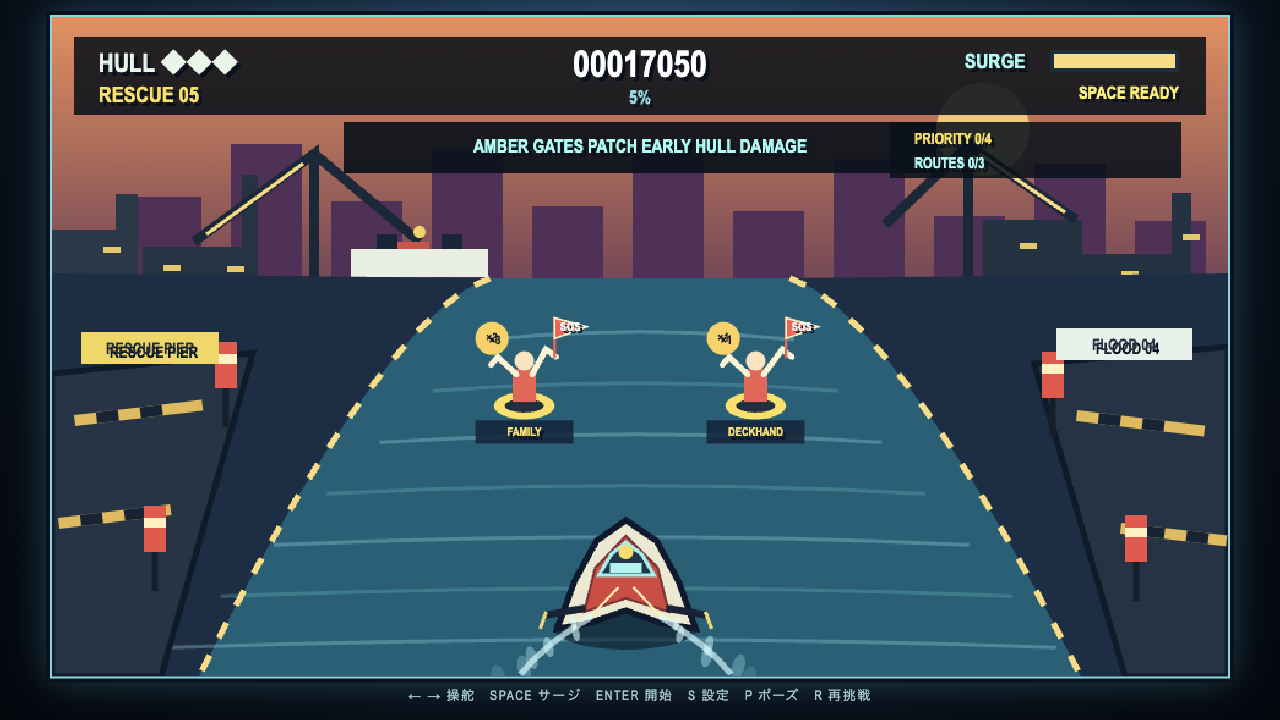 HULL
00017050
SURGE
RESCUE 05
5%
SPACE READY
AMBER GATES PATCH EARLY HULL DAMAGE
PRIORITY 0/4
ROUTES 0/3
SOS
SOS
RESCUE PIER
FLOOD 04
FAMILY
DECKHAND
← → 操舵 SPACE サージ ENTER 開始 S 設定 P ポーズ R 再挑戦